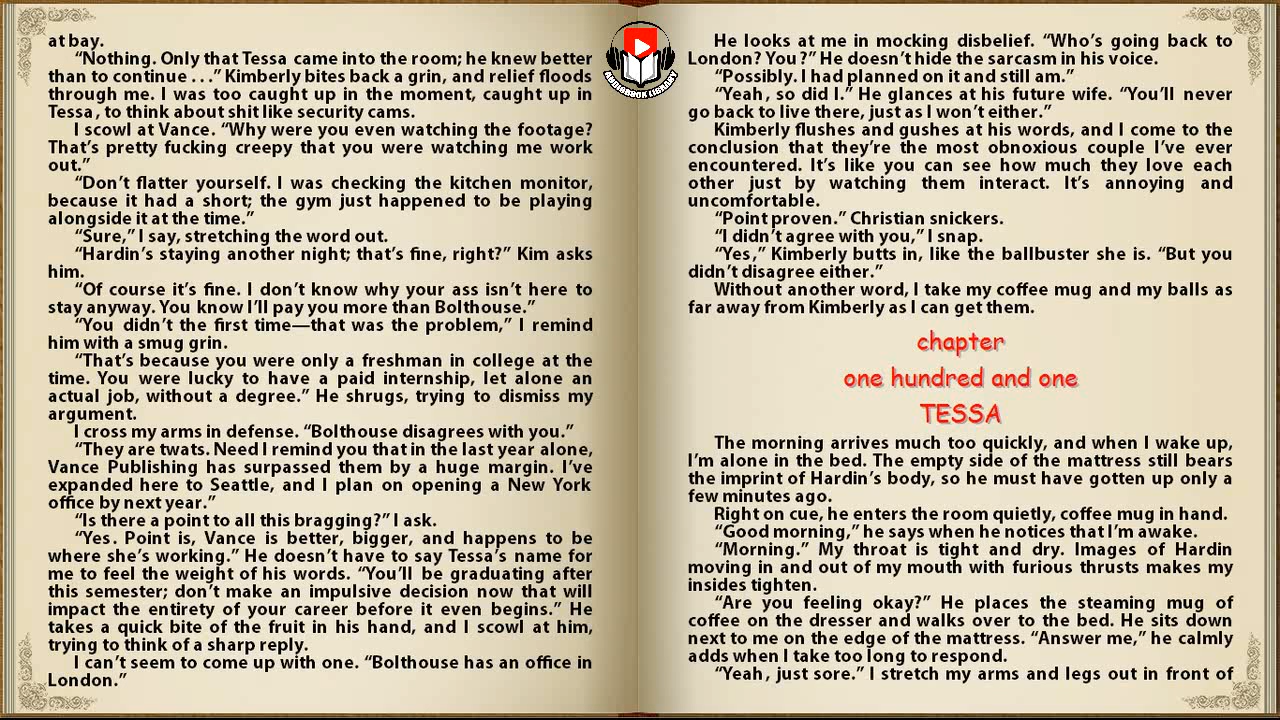 at bay.
“Nothing. Only that Tessa came into the room; he knew better
than to continue . . .” Kimberly bites back a grin, and relief floods
through me. I was too caught up in the moment, caught up in
Tessa, to think about shit like security cams.
I scowl at Vance. “Why were you even watching the footage?
That’s pretty fucking creepy that you were watching me work
out.”
“Don’t flatter yourself. I was checking the kitchen monitor,
because it had a short; the gym just happened to be playing
alongside it at the time.”
“Sure,” I say, stretching the word out.
“Hardin’s staying another night; that’s fine, right?” Kim asks
him.
“Of course it’s fine. I don’t know why your ass isn’t here to
stay anyway. You know I’ll pay you more than Bolthouse.”
“You didn’t the first time—that was the problem,” I remind
him with a smug grin.
“That’s because you were only a freshman in college at the
time. You were lucky to have a paid internship, let alone an
actual job, without a degree.” He shrugs, trying to dismiss my
argument.
I cross my arms in defense. “Bolthouse disagrees with you.”
“They are twats. Need I remind you that in the last year alone,
Vance Publishing has surpassed them by a huge margin. I’ve
expanded here to Seattle, and I plan on opening a New York
office by next year.”
“Is there a point to all this bragging?” I ask.
“Yes. Point is, Vance is better, bigger, and happens to be
where she’s working.” He doesn’t have to say Tessa’s name for
me to feel the weight of his words. “You’ll be graduating after
this semester; don’t make an impulsive decision now that will
impact the entirety of your career before it even begins.” He
takes a quick bite of the fruit in his hand, and I scowl at him,
trying to think of a sharp reply.
I can’t seem to come up with one. “Bolthouse has an office in
London.”
AUDIOBOOK LIBRARY
He looks at me in mocking disbelief. “Who’s going back to
London? You?” He doesn’t hide the sarcasm in his voice.
“Possibly. I had planned on it and still am.”
“Yeah, so did I.” He glances at his future wife. “You’ll never
go back to live there, just as I won’t either.”
Kimberly flushes and gushes at his words, and I come to the
conclusion that they’re the most obnoxious couple I’ve ever
encountered. It’s like you can see how much they love each
other just by watching them interact. It’s annoying and
uncomfortable.
“Point proven.” Christian snickers.
“I didn’t agree with you,” I snap.
“Yes,” Kimberly butts in, like the ballbuster she is. “But you
didn’t disagree either.”
Without another word, I take my coffee mug and my balls as
far away from Kimberly as I can get them.
chapter
one hundred and one
TESSA
The morning arrives much too quickly, and when I wake up,
I’m alone in the bed. The empty side of the mattress still bears
the imprint of Hardin’s body, so he must have gotten up only a
few minutes ago.
Right on cue, he enters the room quietly, coffee mug in hand.
“Good morning,” he says when he notices that I’m awake.
“Morning.” My throat is tight and dry. Images of Hardin
moving in and out of my mouth with furious thrusts makes my
insides tighten.
“Are you feeling okay?” He places the steaming mug of
coffee on the dresser and walks over to the bed. He sits down
next to me on the edge of the mattress. “Answer me,” he calmly
adds when I take too long to respond.
“Yeah, just sore.” I stretch my arms and legs out in front of